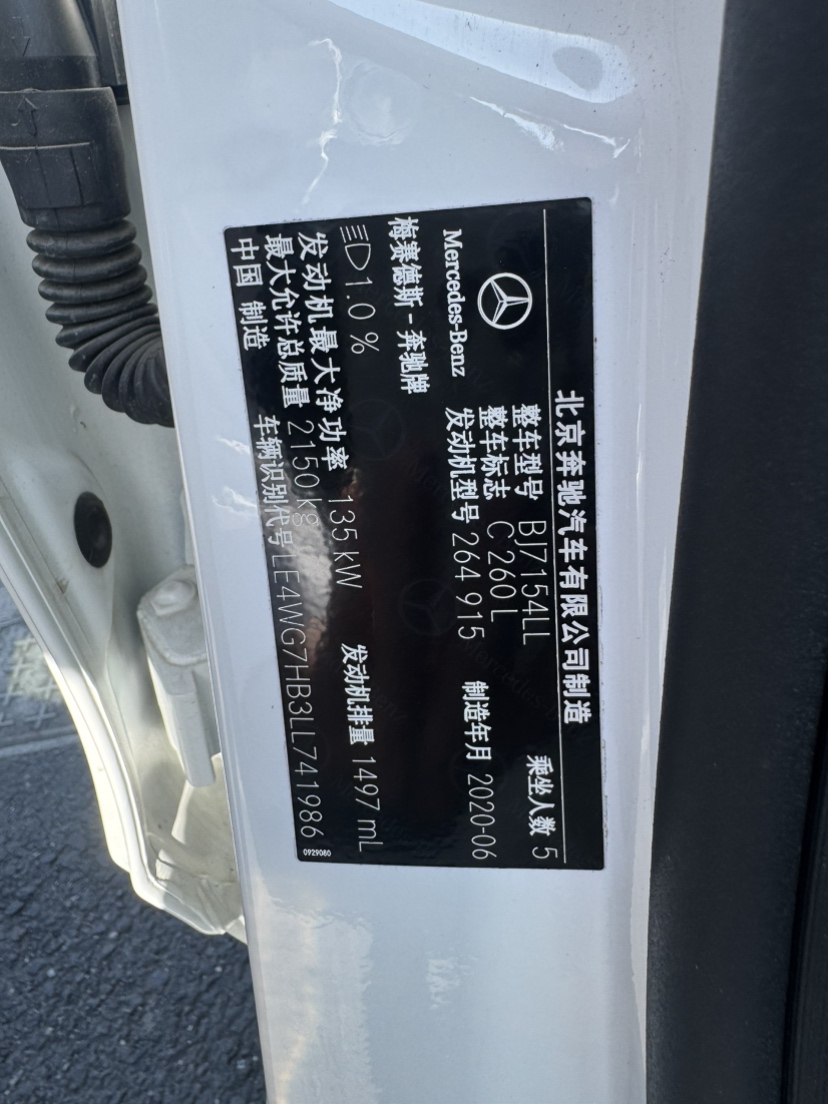 北京奔驰汽车有限公司制造
整车型号 BJ7154LL 乘坐人数 5
整车标志 C 260 L
Mercedes-Benz 发动机型号 264 915 制造年月 2020-06
梅赛德斯-奔驰牌
1.0 %
发动机最大净功率 135 kW 发动机排量 1497 mL
最大允许总质量 2150 kg
中国 制造 车辆识别代号 LE4WG7HB3LL741986
0929080